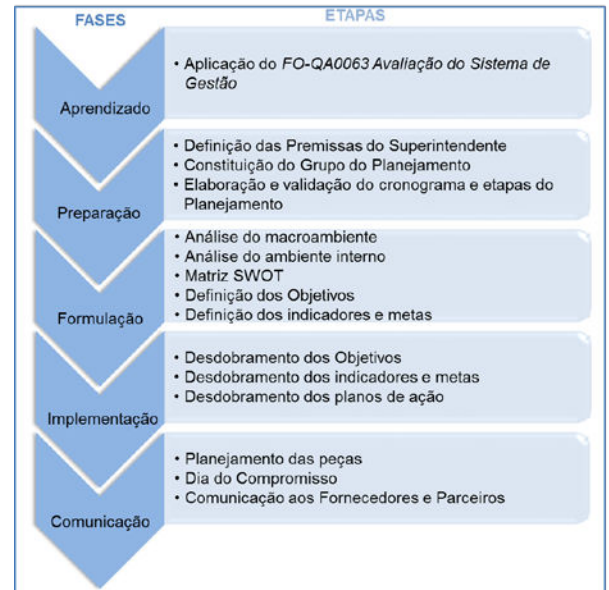 FASES
ETAPAS
Aprendizado
• Aplicação do FO-QA0063 Avaliação do Sistema de
Gestão
Preparação
• Definição das Premissas do Superintendente
• Constituição do Grupo do Planejamento
• Elaboração e validação do cronograma e etapas do
Planejamento
Formulação
• Análise do macroambiente
• Análise do ambiente interno
• Matriz SWOT
• Definição dos Objetivos
• Definição dos indicadores e metas
Implementação
• Desdobramento dos Objetivos
• Desdobramento dos indicadores e metas
• Desdobramento dos planos de ação
Comunicação
• Planejamento das peças
• Dia do Compromisso
• Comunicação aos Fornecedores e Parceiros